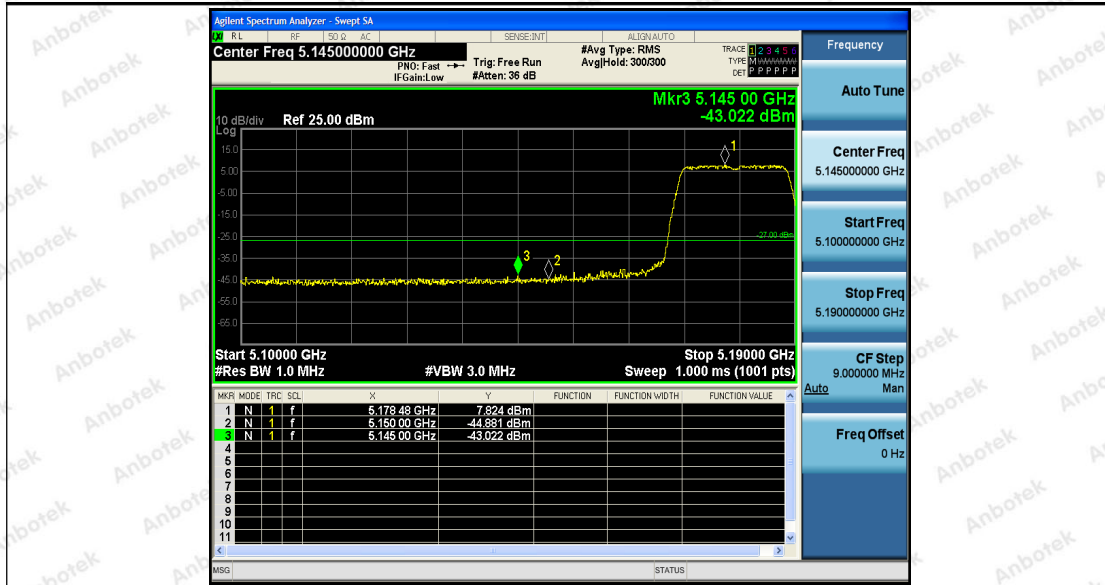 Agilent Spectrum Analyzer - Swept SA
RL RF 50 Ω AC SENSE:INT ALIGNAUTO
Center Freq 5.145000000 GHz
PNO: Fast
IFGain:Low
Trig: Free Run
#Atten: 36 dB
#Avg Type: RMS
Avg|Hold: 300/300
TRACE 1 2 3 4 5 6
TYPE M
DET P P P P P P
Mkr3 5.145 00 GHz
-43.022 dBm
10 dB/div Ref 25.00 dBm
Log
15.0
5.00
-5.00
-15.0
-25.0
-35.0
-45.0
-55.0
-65.0
-27.00 dBm
1
3
2
Start 5.10000 GHz Stop 5.19000 GHz
#Res BW 1.0 MHz #VBW 3.0 MHz Sweep 1.000 ms (1001 pts)
MKR MODE TRC SCL X Y FUNCTION FUNCTION WIDTH FUNCTION VALUE
1 N 1 f 5.178 48 GHz 7.824 dBm
2 N 1 f 5.150 00 GHz -44.881 dBm
3 N 1 f 5.145 00 GHz -43.022 dBm
4
5
6
7
8
9
10
11
MSG STATUS
Frequency
Auto Tune
Center Freq
5.145000000 GHz
Start Freq
5.100000000 GHz
Stop Freq
5.190000000 GHz
CF Step
9.000000 MHz
Auto Man
Freq Offset
0 Hz
Anbotek